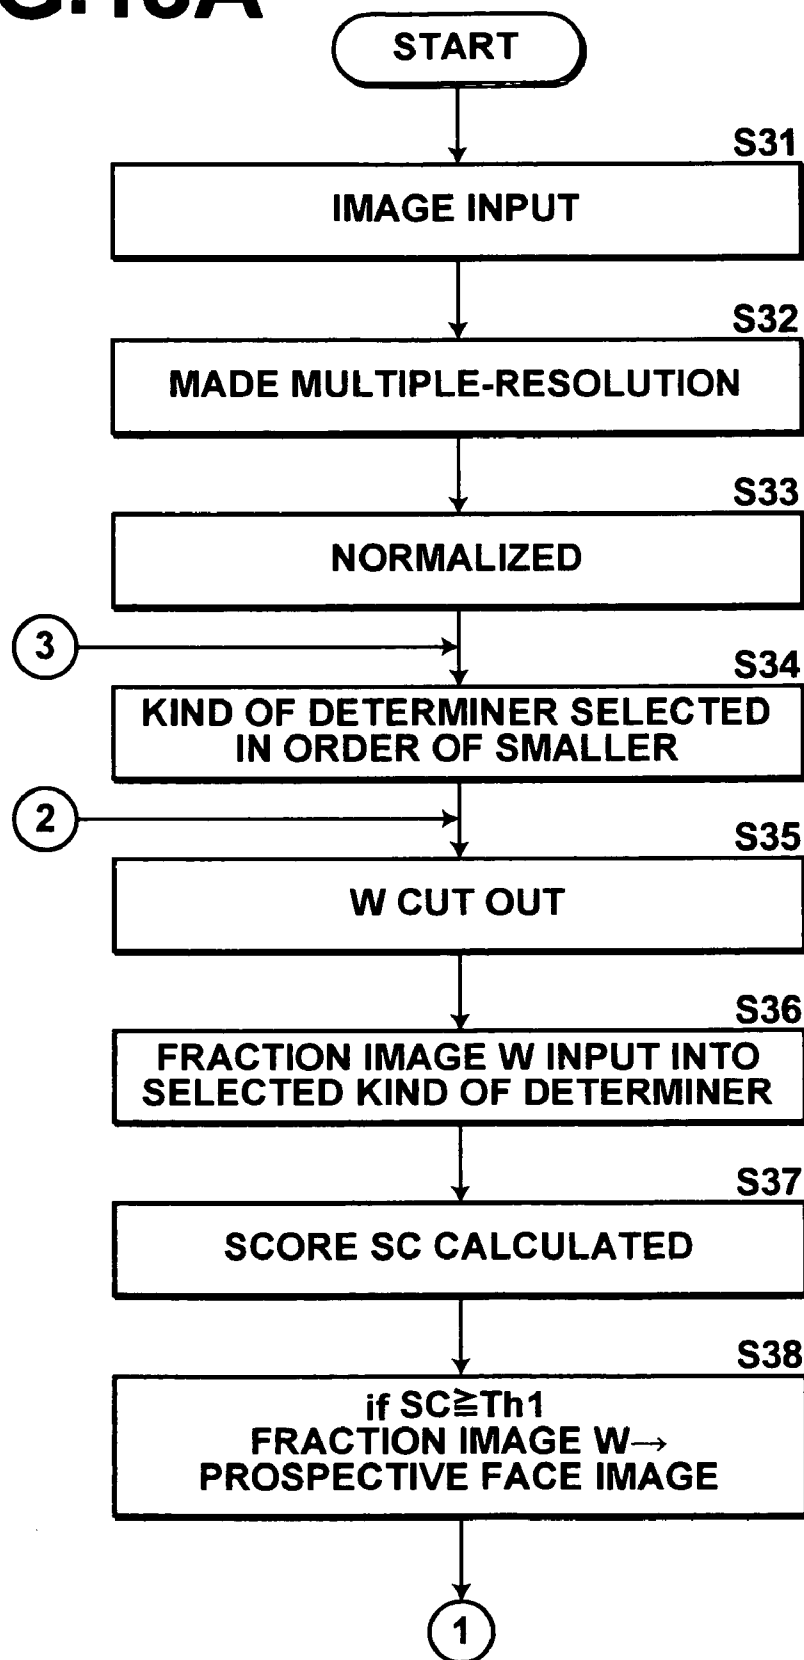 START
S31
IMAGE INPUT
S32
MADE MULTIPLE-RESOLUTION
S33
NORMALIZED
3
S34
KIND OF DETERMINER SELECTED
IN ORDER OF SMALLER
2
S35
W CUT OUT
S36
FRACTION IMAGE W INPUT INTO
SELECTED KIND OF DETERMINER
S37
SCORE SC CALCULATED
S38
if SC≧Th1
FRACTION IMAGE W→
PROSPECTIVE FACE IMAGE
1